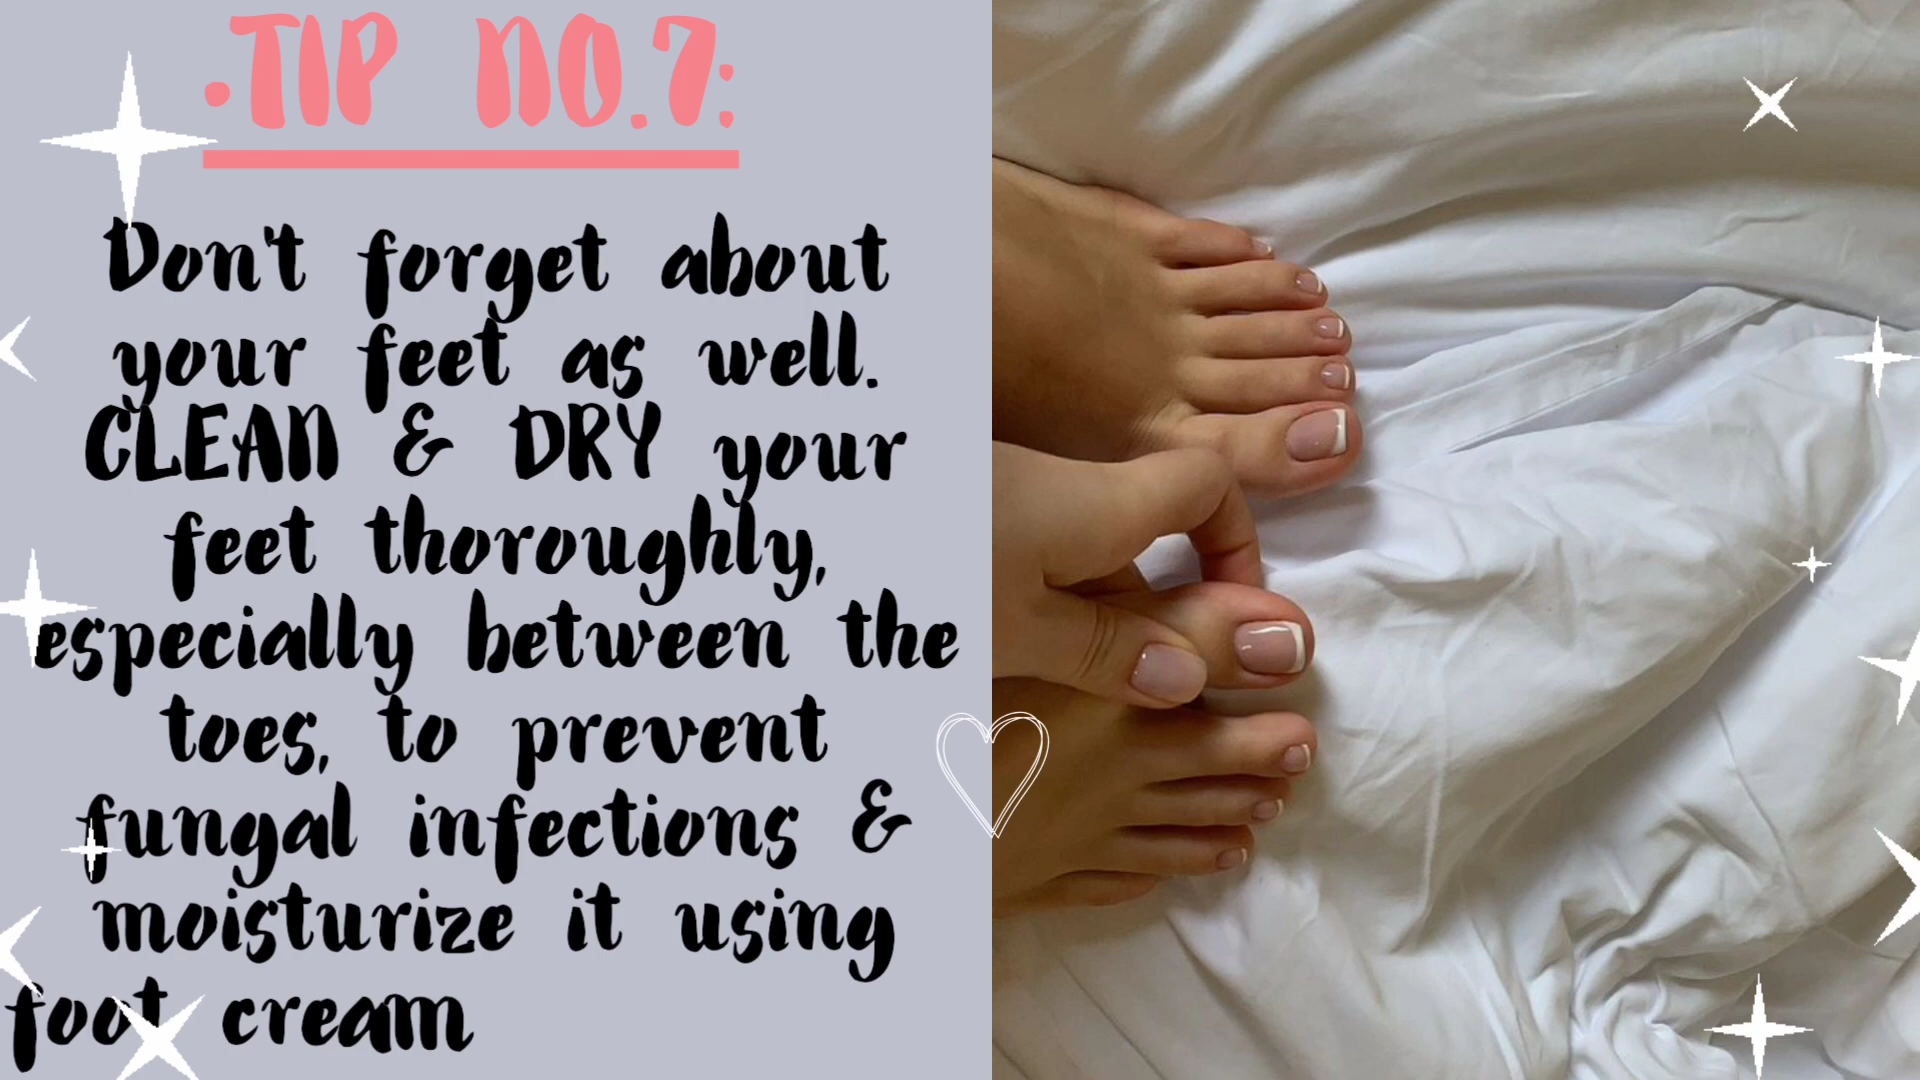 ·TIP NO.7:
Don't forget about
your feet as well.
CLEAN & DRY your
feet thoroughly,
especially between the
toes, to prevent
fungal infections &
moisturize it using
foot cream